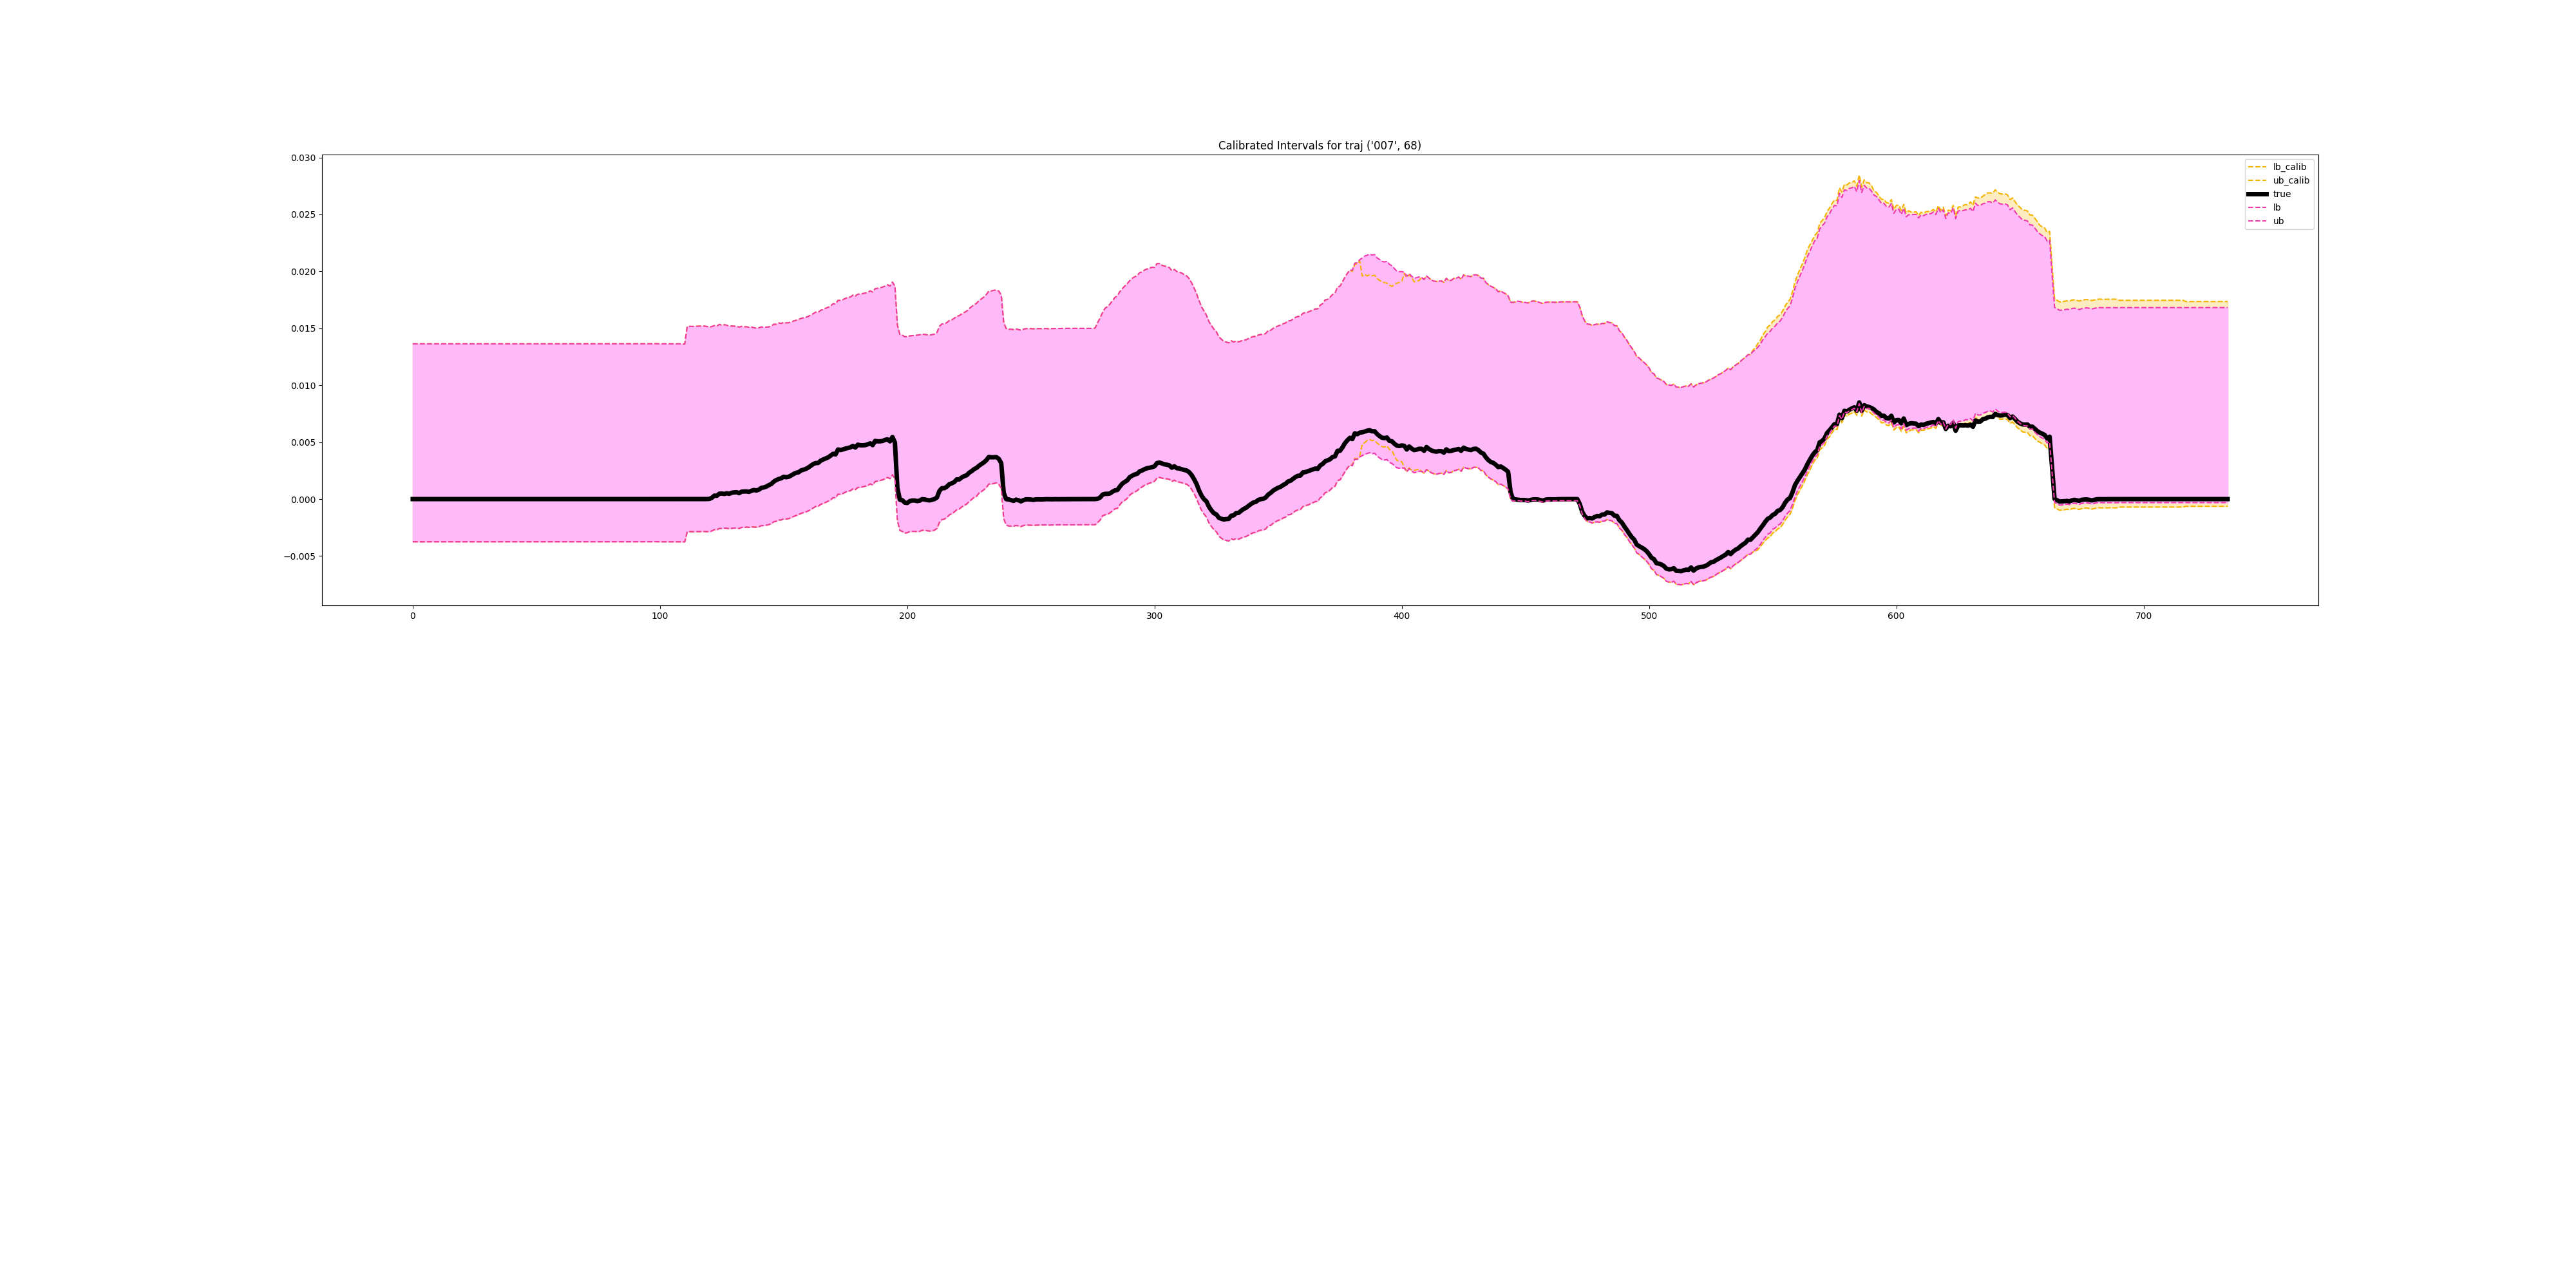 Calibrated Intervals for traj ('007', 68)
0.030
0.025
0.020
0.015
0.010
0.005
0.000
−0.005
0 100 200 300 400 500 600 700
lb_calib
ub_calib
true
lb
ub